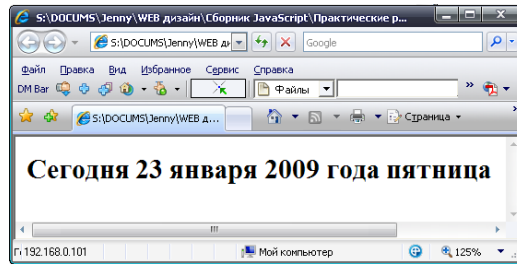 S:\DOCUMS\Jenny\WEB дизайн\Сборник JavaScript\Практические р...
S:\DOCUMS\Jenny\WEB ди
Google
Файл Правка Вид Избранное Сервис Справка
DM Bar Файлы »
S:\DOCUMS\Jenny\WEB д... Страница »
Сегодня 23 января 2009 года пятница
192.168.0.101 Мой компьютер 125%